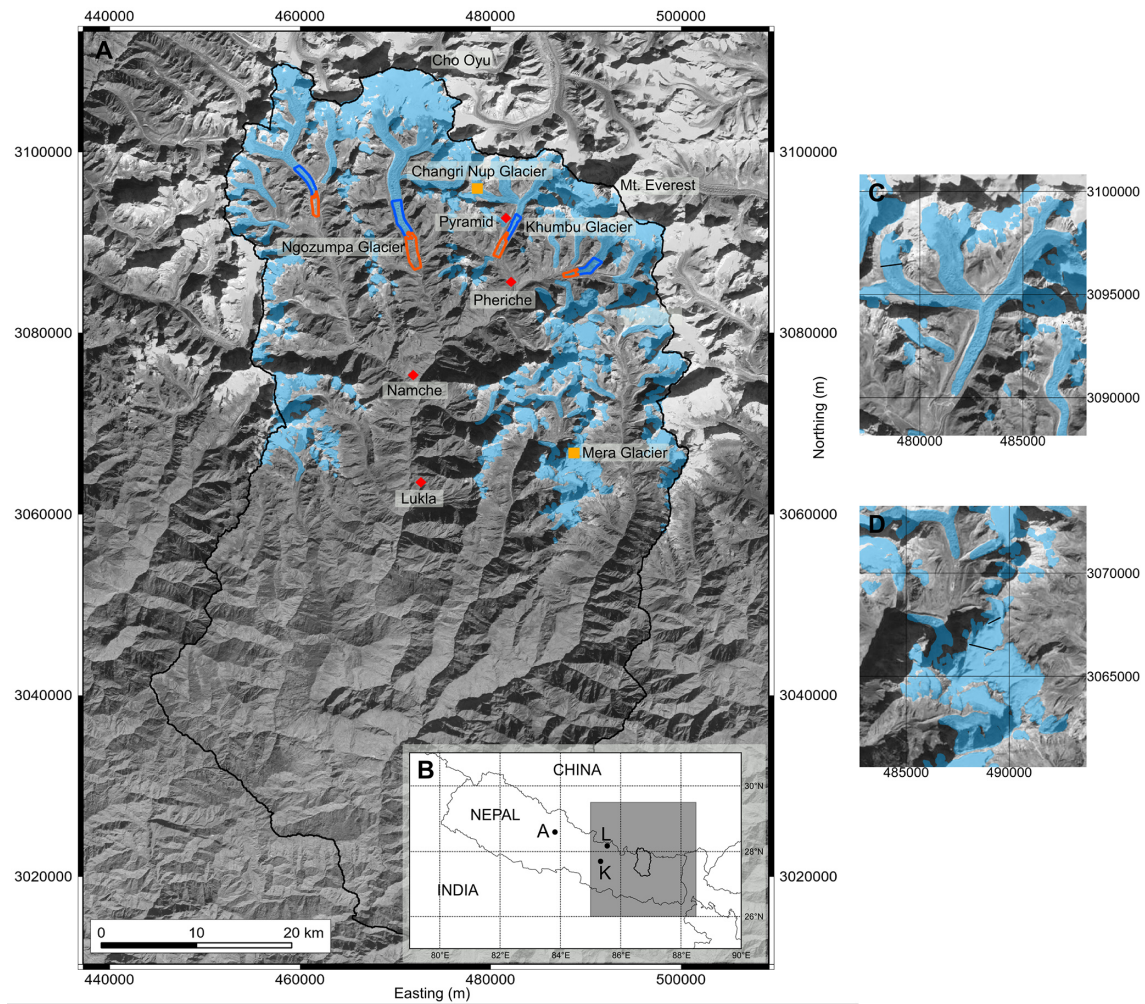 440000 460000 480000 500000
A
Cho Oyu
3100000
Changri Nup Glacier
Mt. Everest
Pyramid
Khumbu Glacier
Ngozumpa Glacier
Pheriche
3080000
Namche
Mera Glacier
Lukla
3060000
3040000
3020000
0 10 20 km
440000 460000 480000 500000
Easting (m)
3100000
3080000
3060000
3040000
3020000
B
CHINA
NEPAL
INDIA
A
L
K
30°N
28°N
26°N
80°E 82°E 84°E 86°E 88°E 90°E
Northing (m)
C
3100000
3095000
3090000
480000 485000
D
3070000
3065000
485000 490000